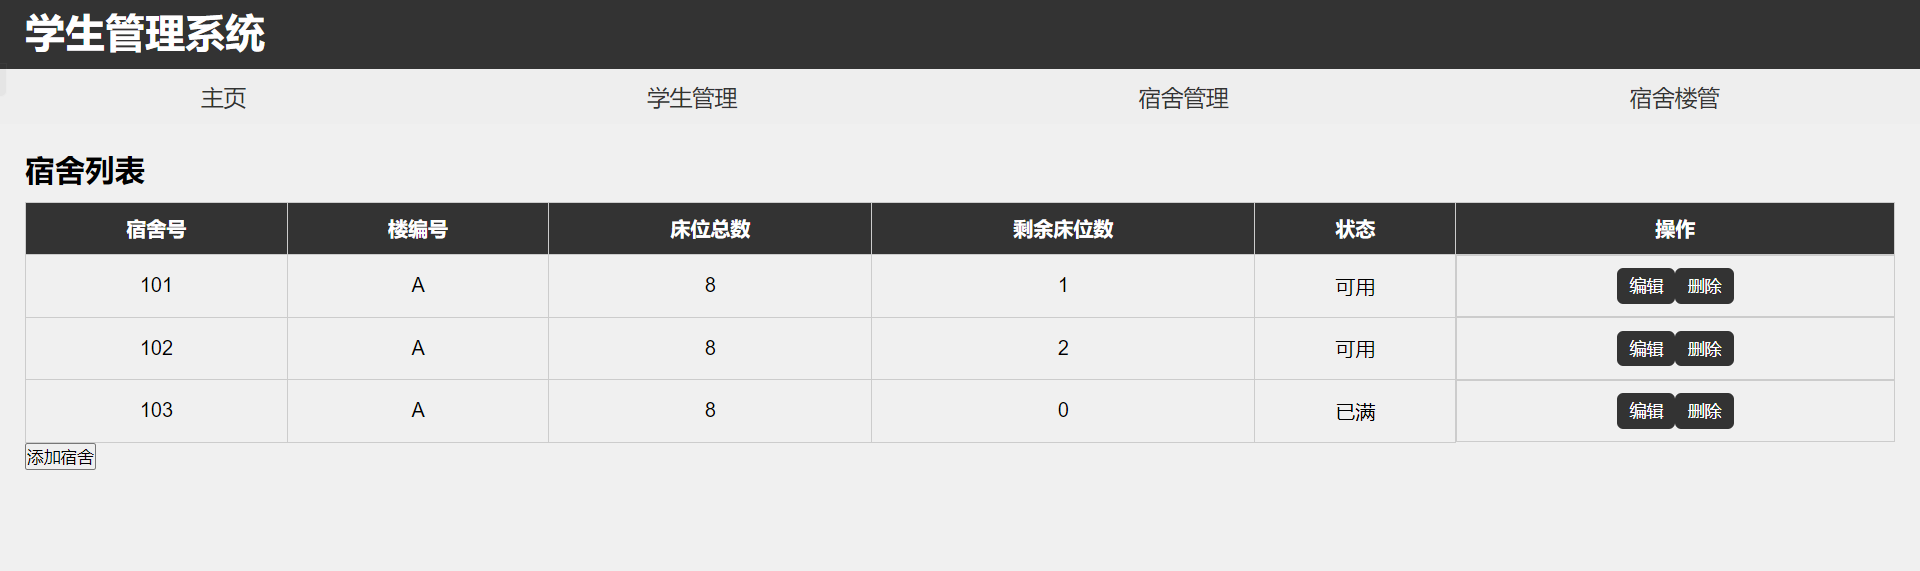 学生管理系统
主页 学生管理 宿舍管理 宿舍楼管
宿舍列表
宿舍号 楼编号 床位总数 剩余床位数 状态 操作
101 A 8 1 可用 编辑 删除
102 A 8 2 可用 编辑 删除
103 A 8 0 已满 编辑 删除
添加宿舍